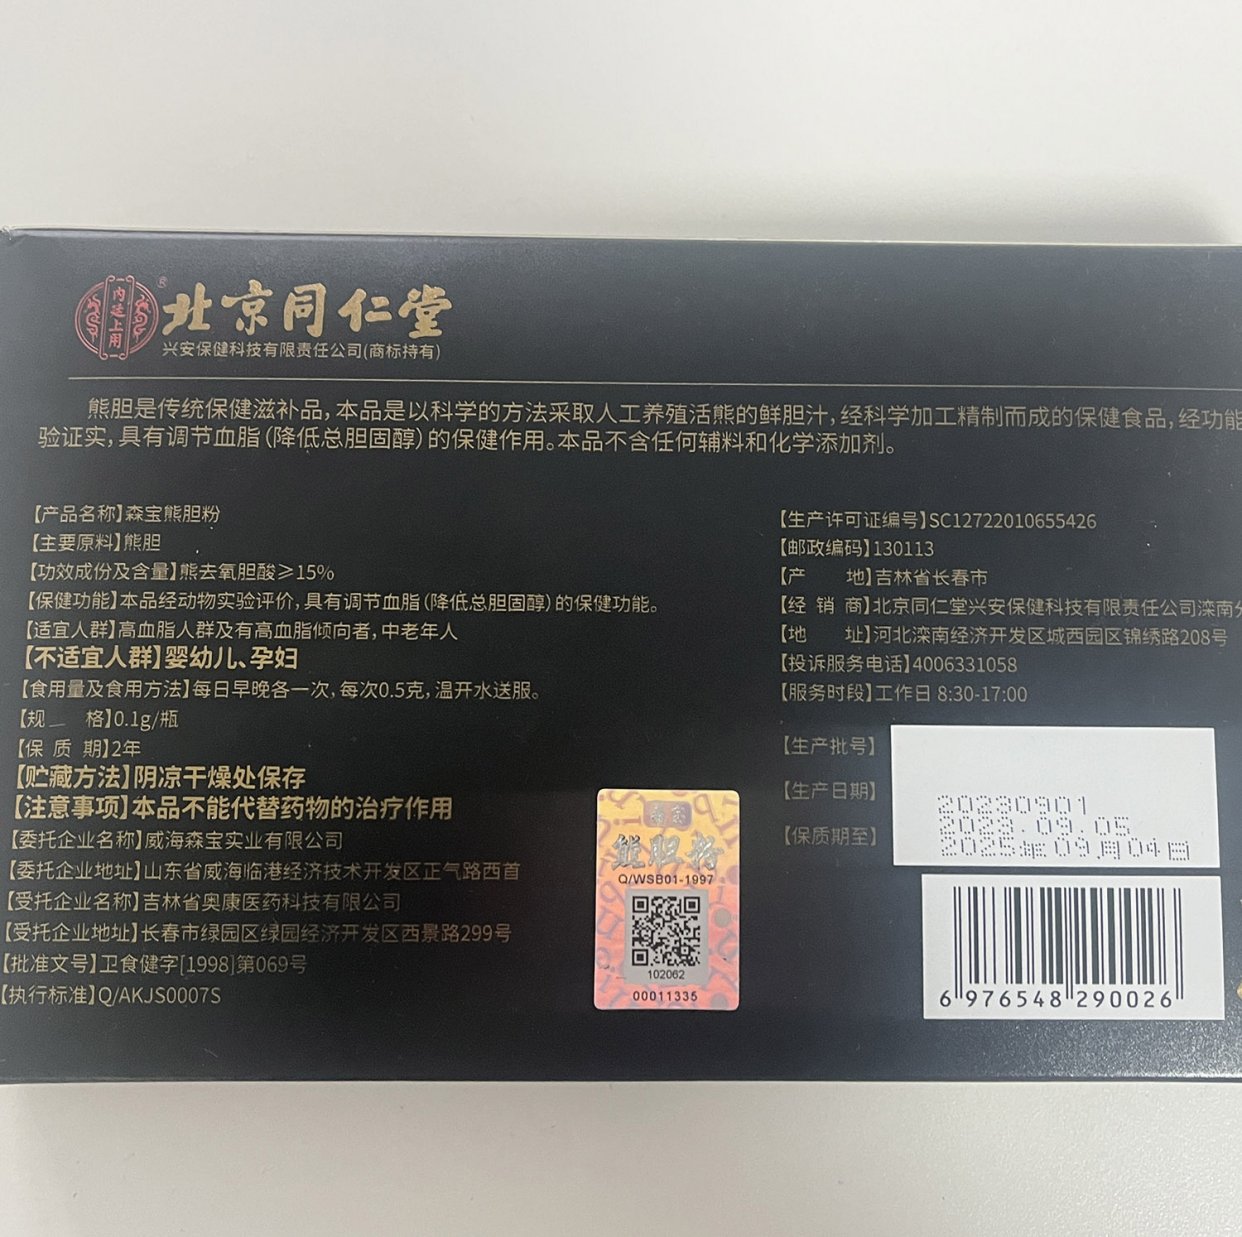 内廷上用
®
北京同仁堂
兴安保健科技有限责任公司(商标持有)
熊胆是传统保健滋补品,本品是以科学的方法采取人工养殖活熊的鲜胆汁,经科学加工精制而成的保健食品,经功能
验证实,具有调节血脂(降低总胆固醇)的保健作用。本品不含任何辅料和化学添加剂。
【产品名称】森宝熊胆粉
【主要原料】熊胆
【功效成份及含量】熊去氧胆酸≥15%
【保健功能】本品经动物实验评价,具有调节血脂(降低总胆固醇)的保健功能。
【适宜人群】高血脂人群及有高血脂倾向者,中老年人
【不适宜人群】婴幼儿、孕妇
【食用量及食用方法】每日早晚各一次,每次0.5克,温开水送服。
【规 格】0.1g/瓶
【保 质 期】2年
【贮藏方法】阴凉干燥处保存
【注意事项】本品不能代替药物的治疗作用
【委托企业名称】威海森宝实业有限公司
【委托企业地址】山东省威海临港经济技术开发区正气路西首
【受托企业名称】吉林省奥康医药科技有限公司
【受托企业地址】长春市绿园区绿园经济开发区西景路299号
【批准文号】卫食健字[1998]第069号
【执行标准】Q/AKJS0007S
【生产许可证编号】SC12722010655426
【邮政编码】130113
【产 地】吉林省长春市
【经 销 商】北京同仁堂兴安保健科技有限责任公司滦南分
【地 址】河北滦南经济开发区城西园区锦绣路208号
【投诉服务电话】4006331058
【服务时段】工作日 8:30-17:00
【生产批号】
【生产日期】
【保质期至】
20230901
2023.09.05
2025年09月04日
熊胆粉
Q/WSB01-1997
102062
00011335
6 976548 290026